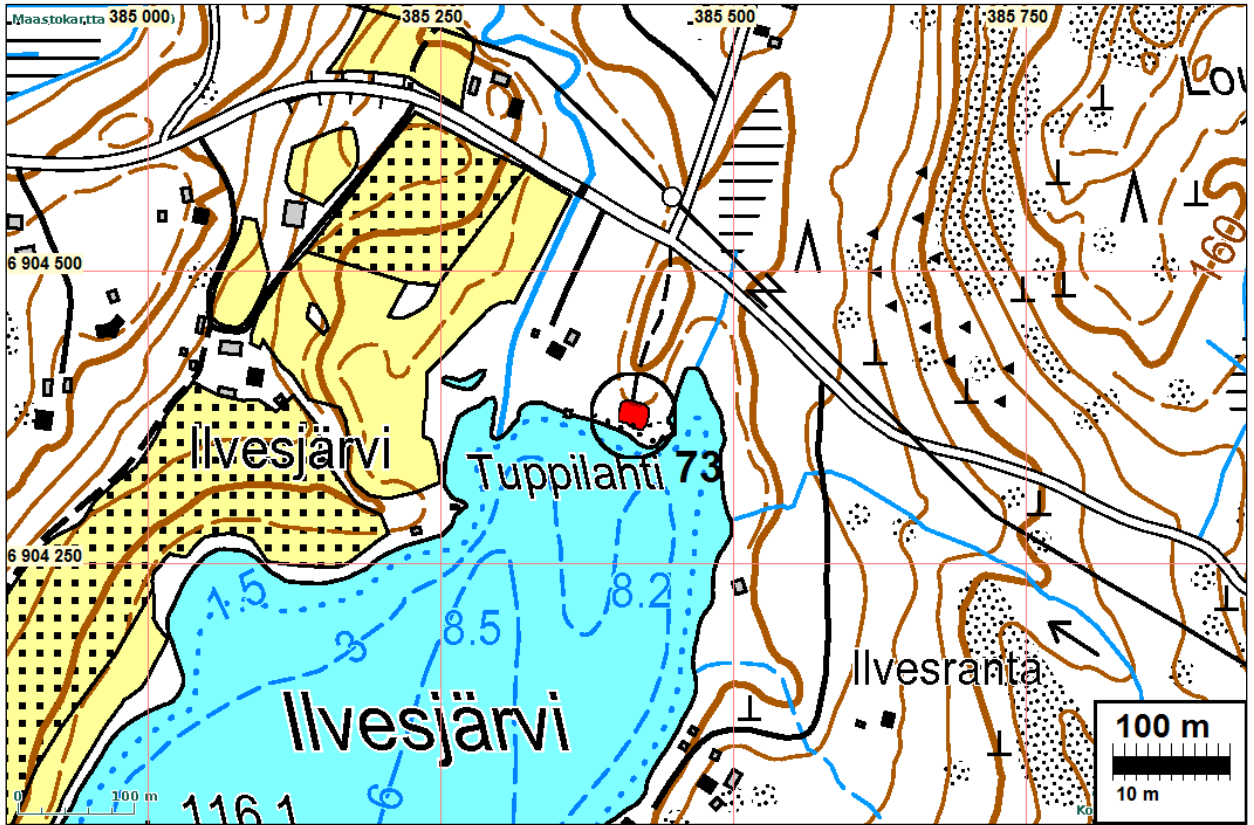 Maastokartta
385 000
385 250
385 500
385 750
160
6 904 500
Ilvesjärvi
Tuppilahti 73
6 904 250
1.5
8.2
8.5
3
Ilvesranta
Ilvesjärvi
6
116.1
0 100 m
100 m
10 m